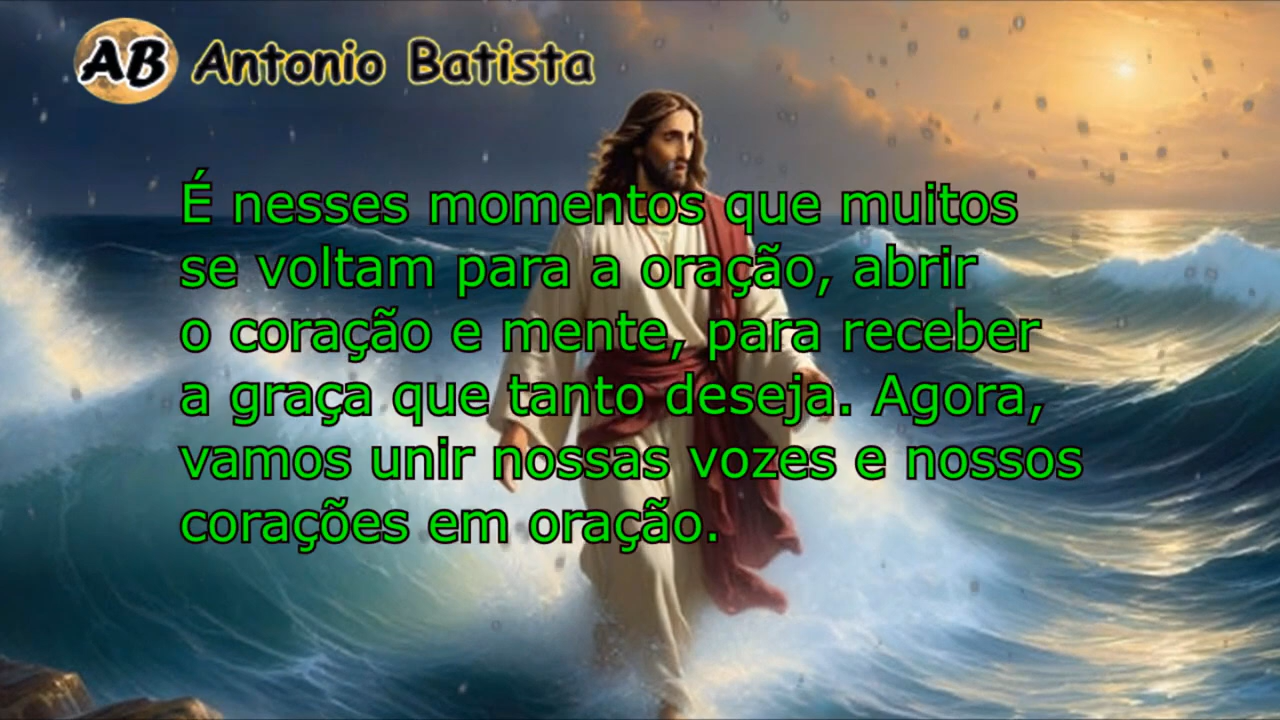 AB Antonio Batista
É nesses momentos que muitos
se voltam para a oração, abrir
o coração e mente, para receber
a graça que tanto deseja. Agora,
vamos unir nossas vozes e nossos
corações em oração.